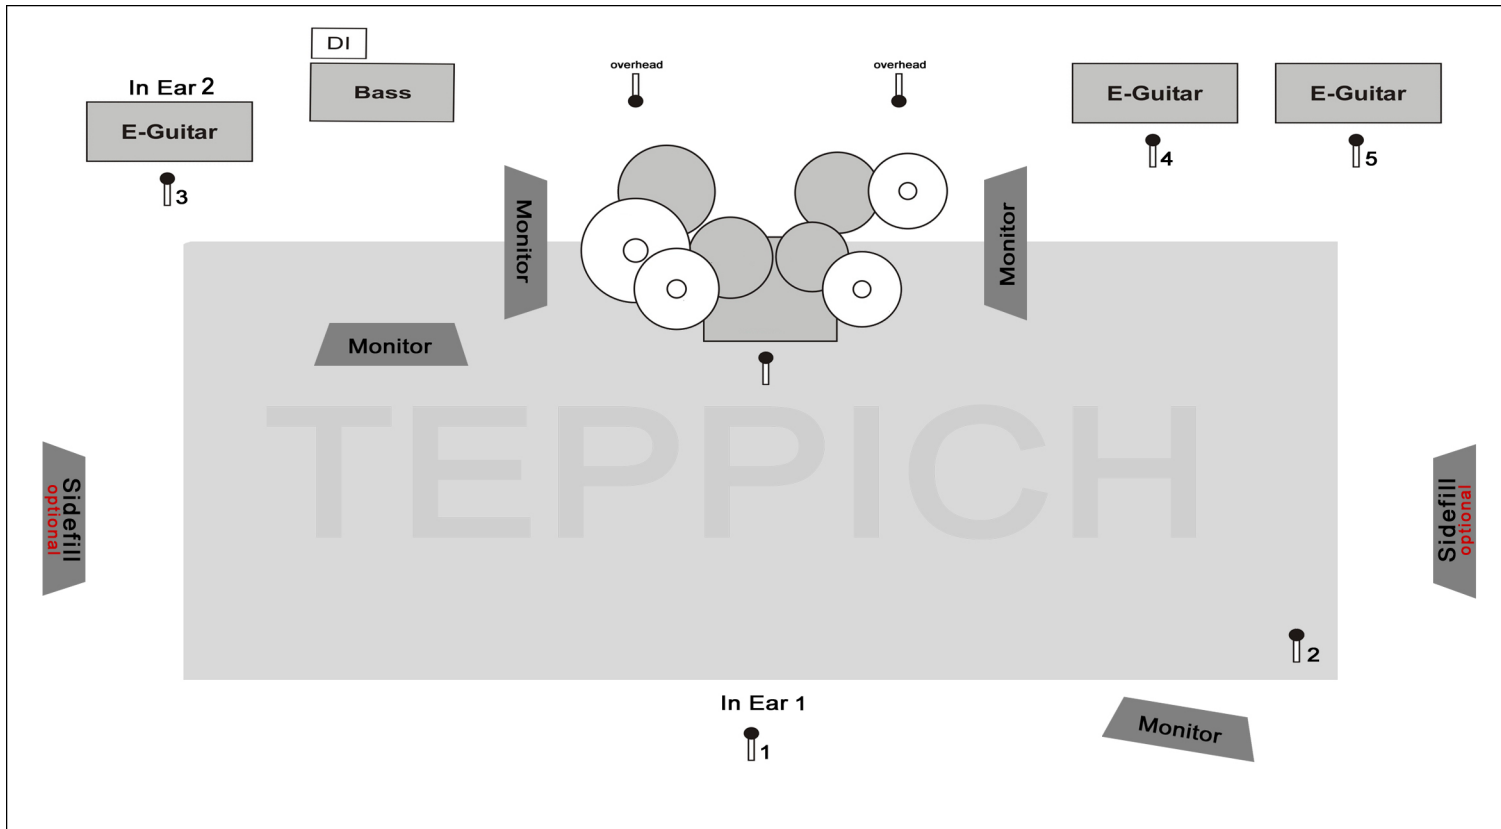 DI
In Ear 2
Bass
E-Guitar
3
overhead
overhead
E-Guitar
4
E-Guitar
5
Monitor
Monitor
Monitor
TEPPICH
Sidefill
optional
Sidefill
optional
2
In Ear 1
1
Monitor